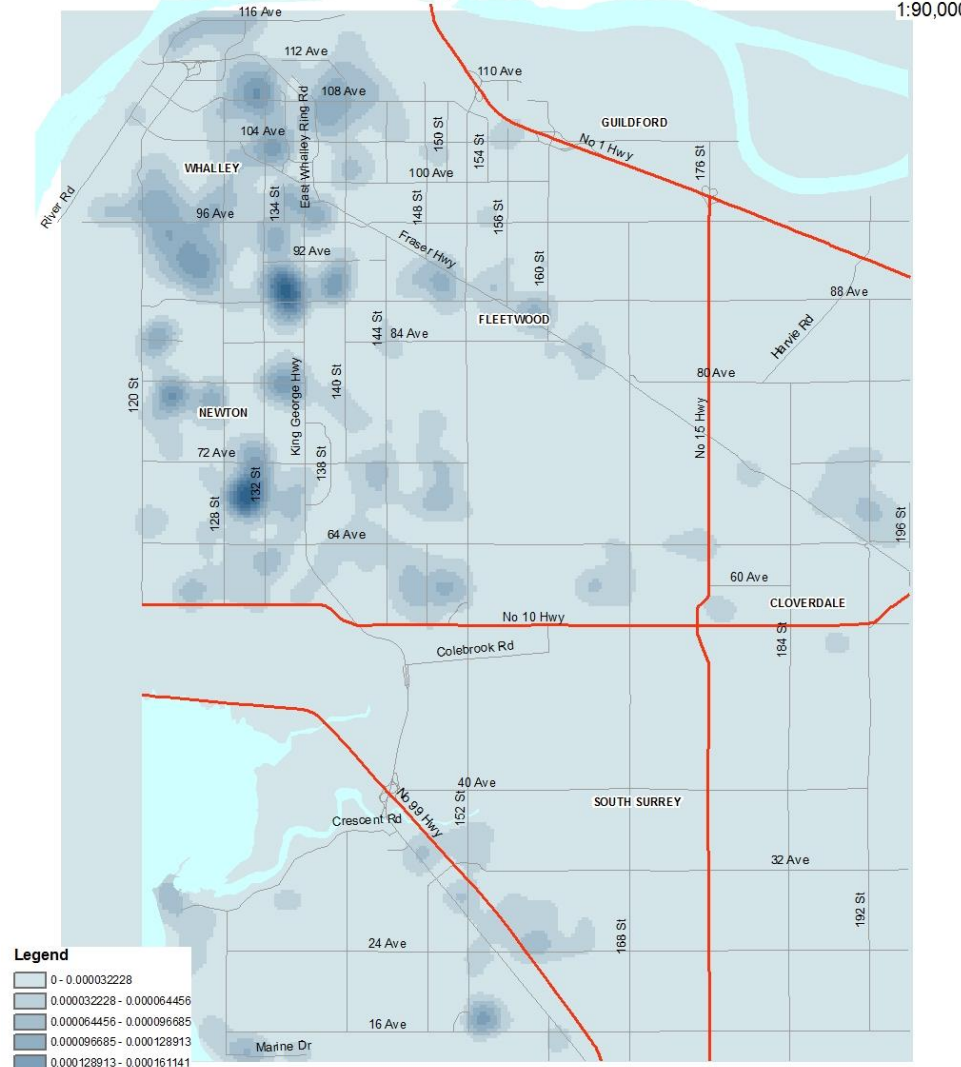 1:90,000
116 Ave
112 Ave
110 Ave
108 Ave
East Whalley Ring Rd
GUILDFORD
104 Ave
150 St
154 St
No 1 Hwy
176 St
WHALLEY
100 Ave
River Rd
134 St
148 St
96 Ave
156 St
Fraser Hwy
92 Ave
160 St
88 Ave
FLEETWOOD
144 St
84 Ave
Harvie Rd
120 St
King George Hwy
140 St
80 Ave
No 15 Hwy
NEWTON
72 Ave
138 St
132 St
128 St
64 Ave
196 St
60 Ave
CLOVERDALE
No 10 Hwy
184 St
Colebrook Rd
40 Ave
No 99 Hwy
152 St
SOUTH SURREY
Crescent Rd
32 Ave
168 St
192 St
24 Ave
16 Ave
Marine Dr
Legend
0 - 0.000032228
0.000032228 - 0.000064456
0.000064456 - 0.000096685
0.000096685 - 0.000128913
0.000128913 - 0.000161141